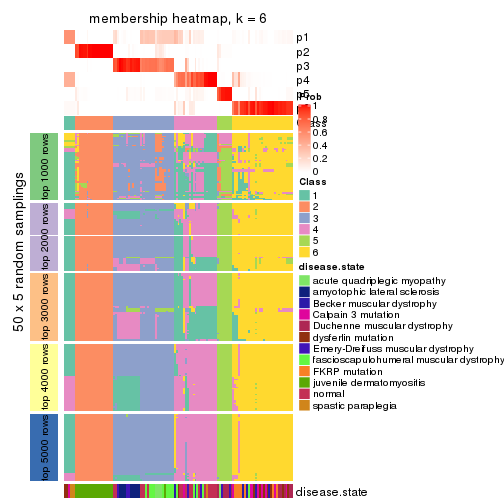 membership heatmap, k = 6
p1
p2
p3
p4
p5
Prob
1
0.8
0.6
0.4
0.2
0
Class
1
2
3
4
5
6
disease.state
acute quadriplegic myopathy
amyotophic lateral sclerosis
Becker muscular dystrophy
Calpain 3 mutation
Duchenne muscular dystrophy
dysferlin mutation
Emery-Dreifuss muscular dystrophy
fascioscapulohumeral muscular dystrophy
FKRP mutation
juvenile dermatomyositis
normal
spastic paraplegia
disease.state
50 x 5 random samplings
top 1000 rows
top 2000 rows
top 3000 rows
top 4000 rows
top 5000 rows